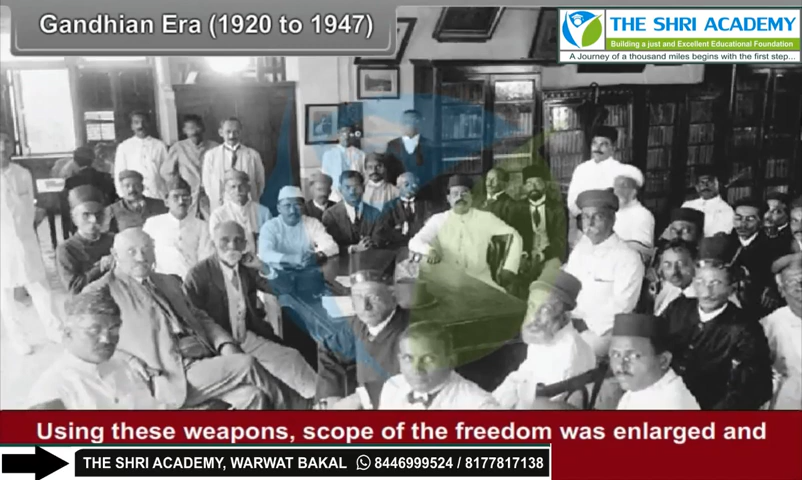 Gandhian Era (1920 to 1947)
THE SHRI ACADEMY
Building a just and Excellent Educational Foundation
A Journey of a thousand miles begins with the first step...
Using these weapons, scope of the freedom was enlarged and
THE SHRI ACADEMY, WARWAT BAKAL 8446999524 / 8177817138